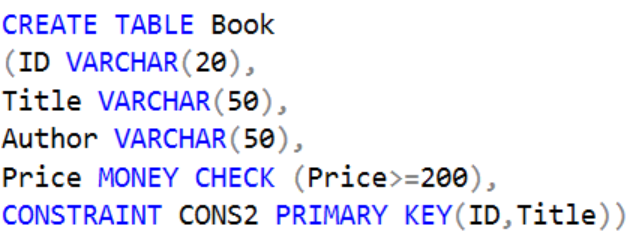 CREATE TABLE Book
(ID VARCHAR(20),
Title VARCHAR(50),
Author VARCHAR(50),
Price MONEY CHECK (Price>=200),
CONSTRAINT CONS2 PRIMARY KEY(ID,Title))